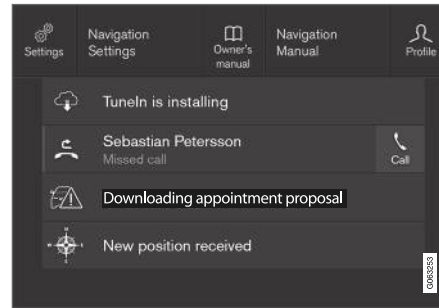 Settings
Navigation
Settings
Owner's
manual
Navigation
Manual
Profile
TuneIn is installing
Sebastian Petersson
Missed call
Call
Downloading appointment proposal
N
New position received
G063253